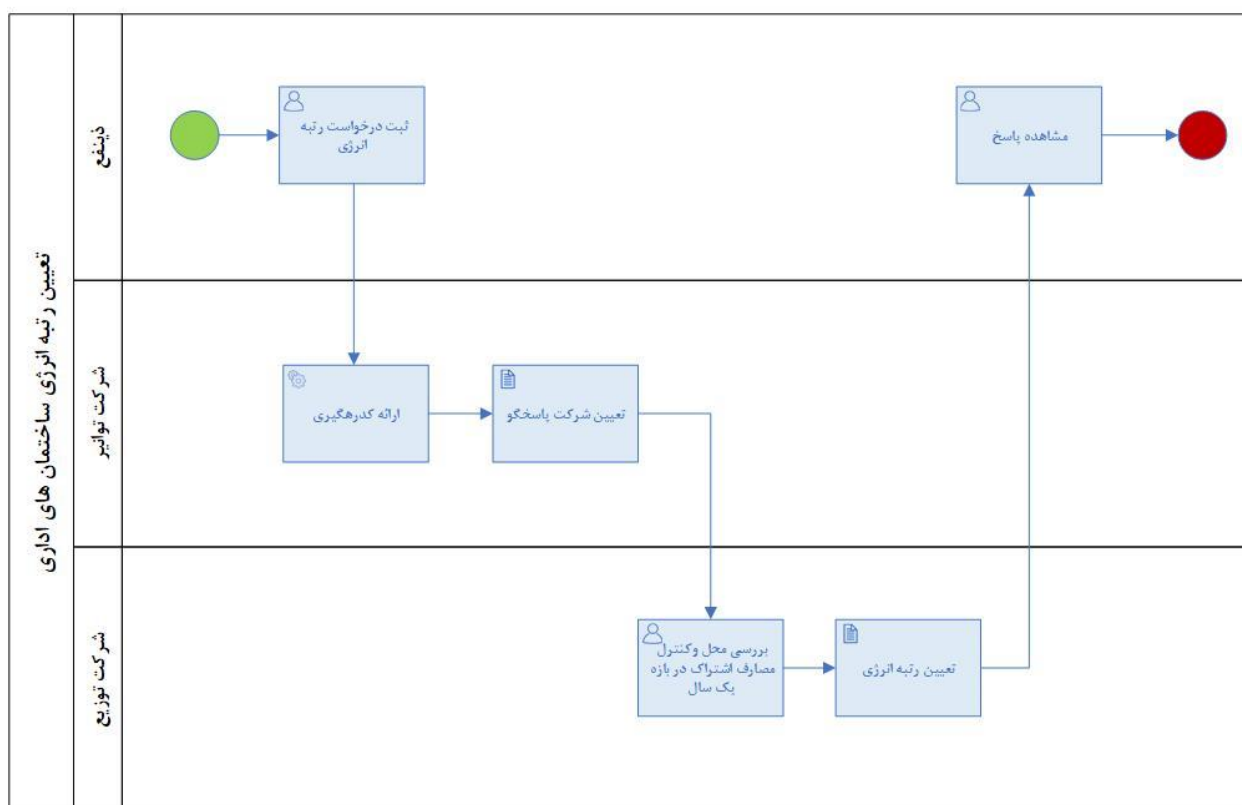 تعیین رتبه انرژی ساختمان های اداری
ذینفع
ثبت درخواست رتبه
انرژی
مشاهده پاسخ
شرکت توانیر
ارائه کدرهگیری
تعیین شرکت پاسخگو
شرکت توزیع
بررسی محل وکنترل
مصارف اشتراک در بازه
یک سال
تعیین رتبه انرژی